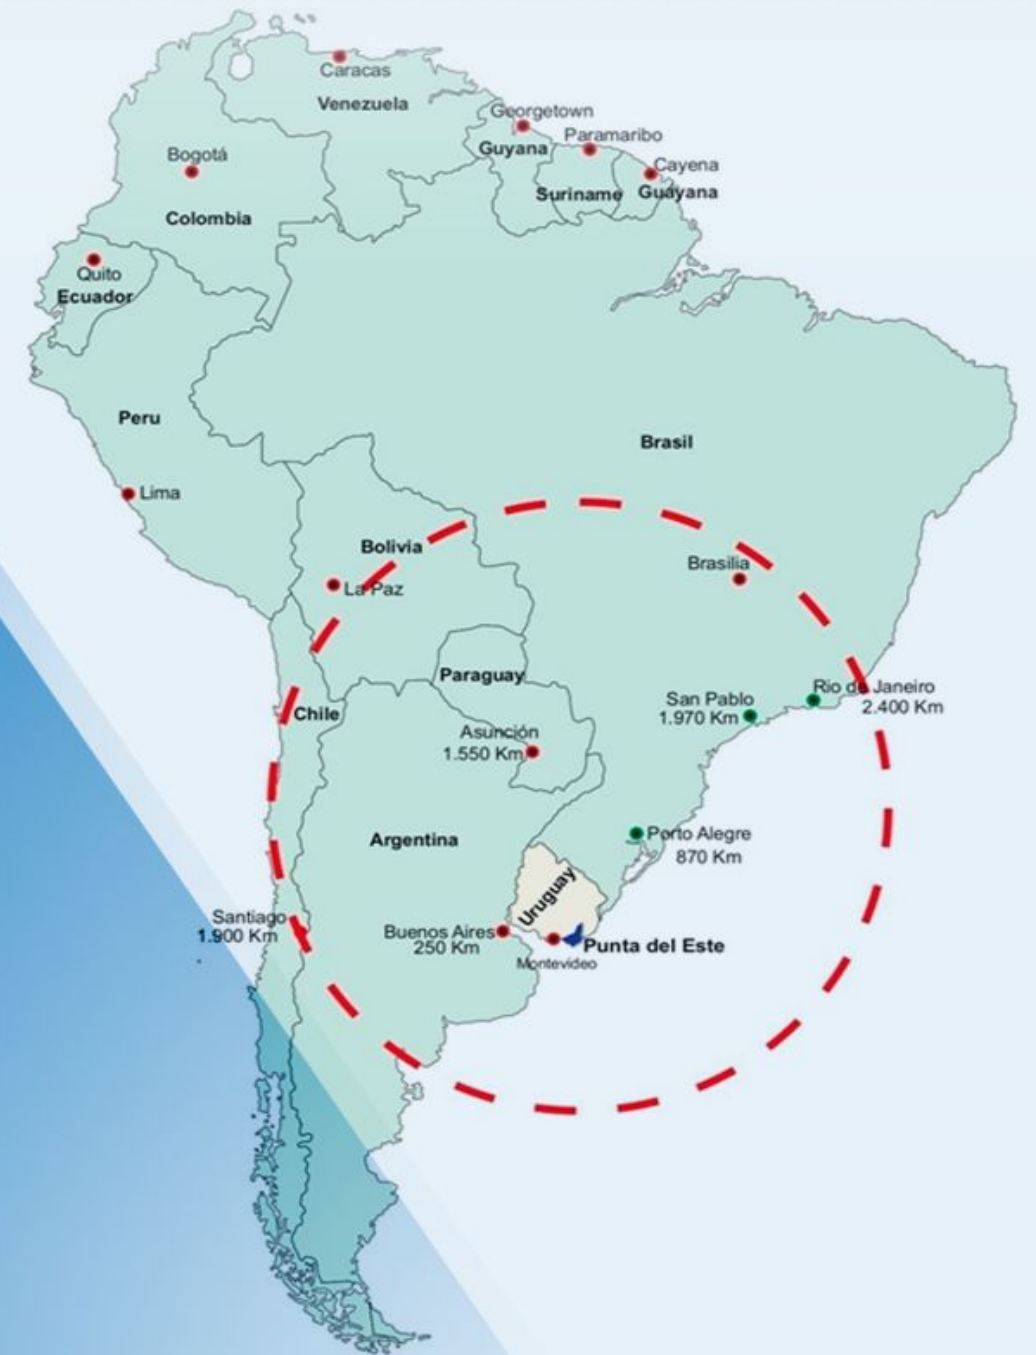 Caracas
Venezuela
Georgetown
Paramaribo
Guyana
Bogotá
Cayena
Suriname
Guayana
Colombia
Quito
Ecuador
Peru
Brasil
Lima
Bolivia
Brasilia
La Paz
Paraguay
Rio de Janeiro
2.400 Km
San Pablo
1.970 Km
Chile
Asunción
1.550 Km
Argentina
Porto Alegre
870 Km
Uruguay
Santiago
1.900 Km
Buenos Aires
250 Km
Punta del Este
Montevideo